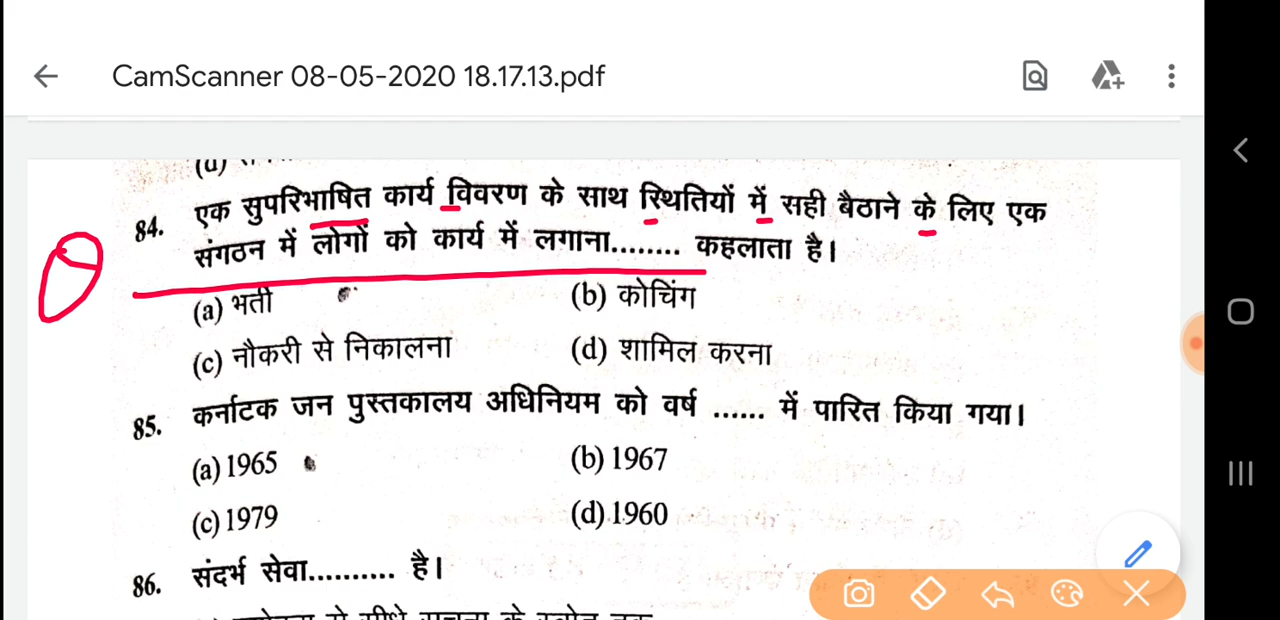 CamScanner 08-05-2020 18.17.13.pdf
84. एक सुपरिभाषित कार्य विवरण के साथ स्थितियों में सही बैठाने के लिए एक
संगठन में लोगों को कार्य में लगाना........ कहलाता है।
(a) भर्ती (b) कोचिंग
(c) नौकरी से निकालना (d) शामिल करना
85. कर्नाटक जन पुस्तकालय अधिनियम को वर्ष ...... में पारित किया गया।
(a) 1965 (b) 1967
(c) 1979 (d) 1960
86. संदर्भ सेवा.......... है।